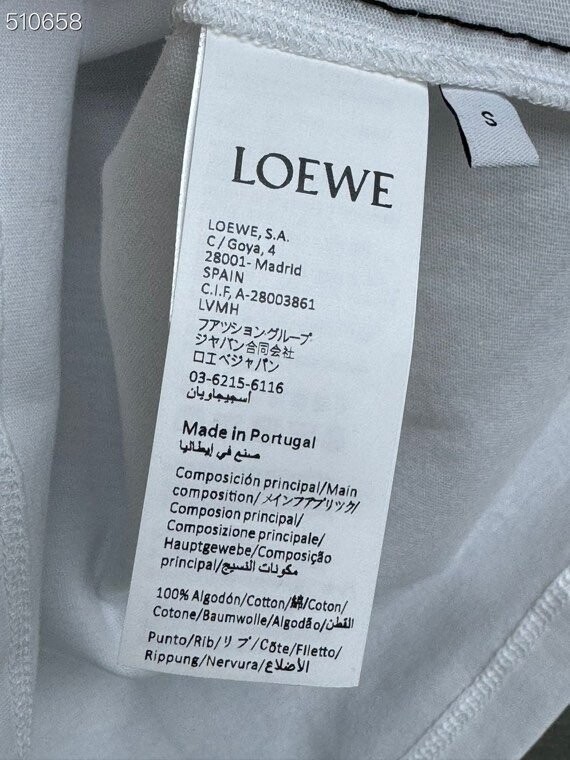 510658
S
LOEWE
LOEWE, S.A.
C/Goya, 4
28001- Madrid
SPAIN
C.I.F, A-28003861
LVMH
ファツションクループ
ジャパン合同会社
ロエベジャパン
03-6215-6116
أسجيجاويان
Made in Portugal
صنع في إيطاليا
Composición principal/Main
composition/メインファブリック/
Composion principal/
Composizione principale/
Hauptgewebe/Composição
principal/مكونات النسيج
100% Algodón/Cotton/綿/Coton/
Cotone/Baumwolle/Algodão/القطن
Punto/Rib/リブ/Côte/Filetto/
Rippung/Nervura/الأضلاع